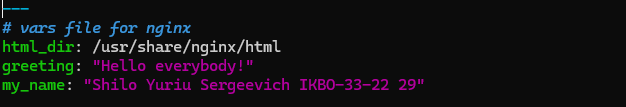 ---
# vars file for nginx
html_dir: /usr/share/nginx/html
greeting: "Hello everybody!"
my_name: "Shilo Yuriu Sergeevich IKBO-33-22 29"